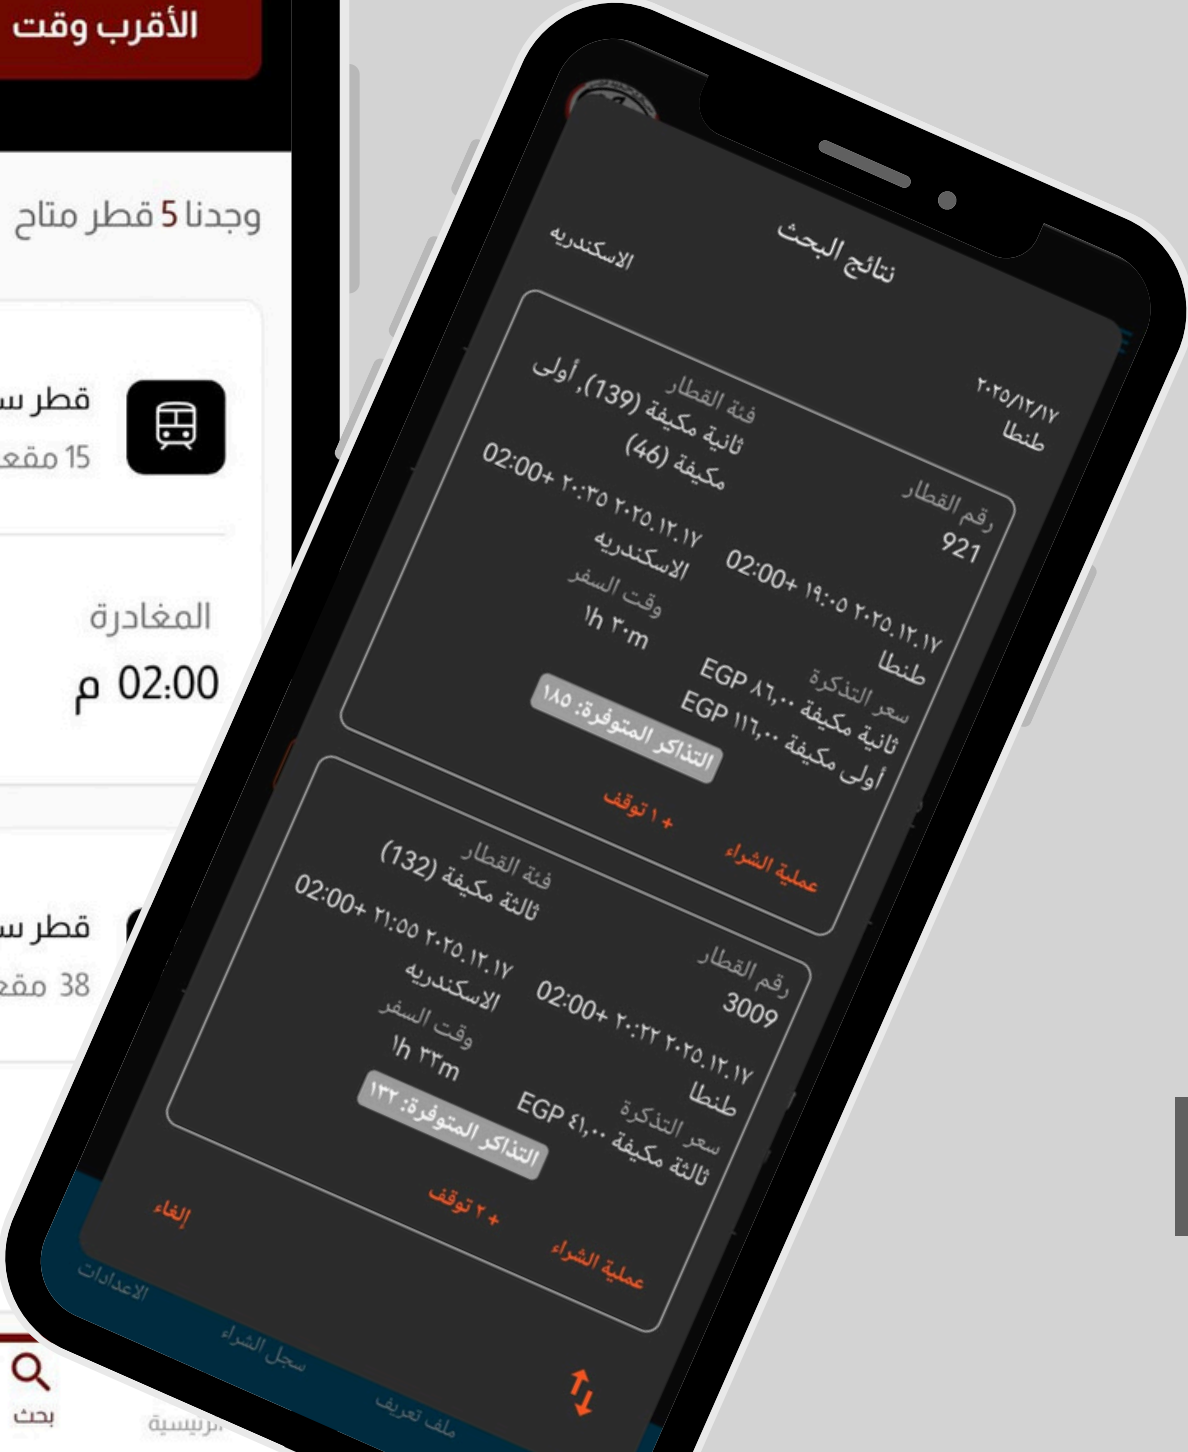 الأقرب وقت
وجدنا 5 قطر متاح
قطر
15
المغادرة
02:00 م
قطر
38
بحث
الرئيسية
نتائج البحث
الاسكندريه
٢٠٢٥/١٢/١٧
طنطا
رقم القطار
921
فئة القطار
ثانية مكيفة (139), أولى
مكيفة (46)
٢٠٢٥.١٢.١٧ ١٩:٠٥ +02:00
طنطا
٢٠٢٥.١٢.١٧ ٢٠:٣٥ +02:00
الاسكندريه
وقت السفر
١h ٣٠m
سعر التذكرة
ثانية مكيفة ٨٦,٠٠ EGP
أولى مكيفة ١١٦,٠٠ EGP
التذاكر المتوفرة: ١٨٥
+ ١ توقف
عملية الشراء
رقم القطار
3009
فئة القطار
ثالثة مكيفة (132)
٢٠٢٥.١٢.١٧ ٢٠:٢٢ +02:00
طنطا
٢٠٢٥.١٢.١٧ ٢١:٥٥ +02:00
الاسكندريه
وقت السفر
١h ٣٣m
سعر التذكرة
ثالثة مكيفة ٤١,٠٠ EGP
التذاكر المتوفرة: ١٣٢
+ ٢ توقف
عملية الشراء
إلغاء
ملف تعريف
سجل الشراء
الاعدادات